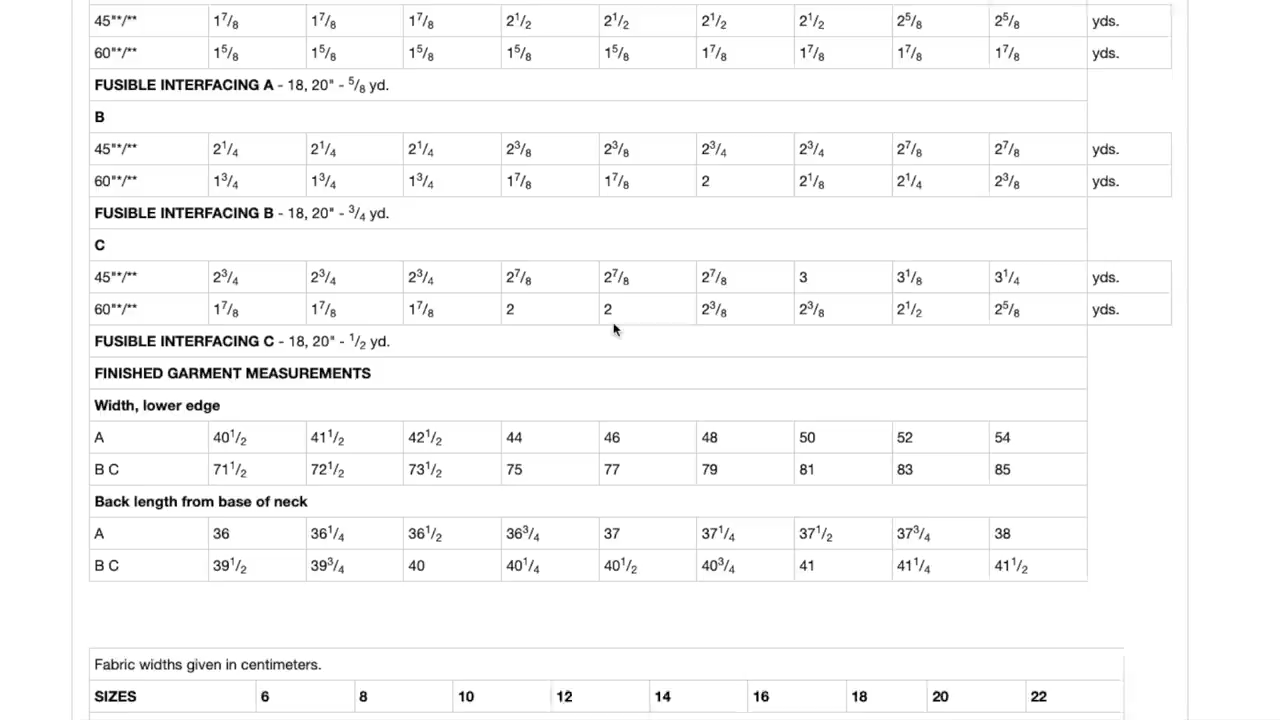 45"*/** 1 7/8 1 7/8 1 7/8 2 1/2 2 1/2 2 1/2 2 1/2 2 5/8 2 5/8 yds.
60"*/** 1 5/8 1 5/8 1 5/8 1 5/8 1 5/8 1 7/8 1 7/8 1 7/8 1 7/8 yds.
FUSIBLE INTERFACING A - 18, 20" - 5/8 yd.
B
45"*/** 2 1/4 2 1/4 2 1/4 2 3/8 2 3/8 2 3/4 2 3/4 2 7/8 2 7/8 yds.
60"*/** 1 3/4 1 3/4 1 3/4 1 7/8 1 7/8 2 2 1/8 2 1/4 2 3/8 yds.
FUSIBLE INTERFACING B - 18, 20" - 3/4 yd.
C
45"*/** 2 3/4 2 3/4 2 3/4 2 7/8 2 7/8 2 7/8 3 3 1/8 3 1/4 yds.
60"*/** 1 7/8 1 7/8 1 7/8 2 2 2 3/8 2 3/8 2 1/2 2 5/8 yds.
FUSIBLE INTERFACING C - 18, 20" - 1/2 yd.
FINISHED GARMENT MEASUREMENTS
Width, lower edge
A 40 1/2 41 1/2 42 1/2 44 46 48 50 52 54
B C 71 1/2 72 1/2 73 1/2 75 77 79 81 83 85
Back length from base of neck
A 36 36 1/4 36 1/2 36 3/4 37 37 1/4 37 1/2 37 3/4 38
B C 39 1/2 39 3/4 40 40 1/4 40 1/2 40 3/4 41 41 1/4 41 1/2
Fabric widths given in centimeters.
SIZES 6 8 10 12 14 16 18 20 22